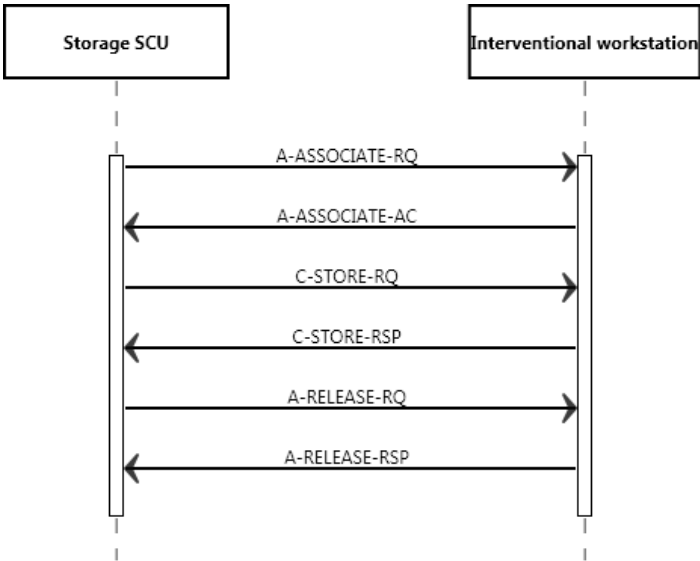 Storage SCU
Interventional workstation
A-ASSOCIATE-RQ
A-ASSOCIATE-AC
C-STORE-RQ
C-STORE-RSP
A-RELEASE-RQ
A-RELEASE-RSP